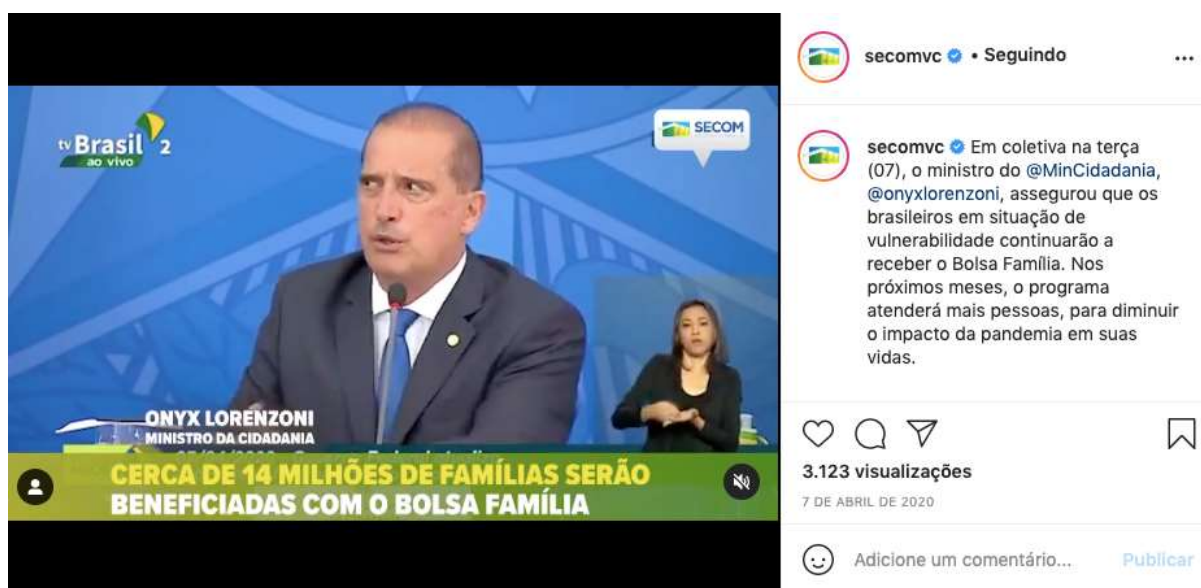 tv Brasil 2
ao vivo
SECOM
ONYX LORENZONI
MINISTRO DA CIDADANIA
CERCA DE 14 MILHÕES DE FAMÍLIAS SERÃO
BENEFICIADAS COM O BOLSA FAMÍLIA
secomvc • Seguindo
secomvc Em coletiva na terça
(07), o ministro do @MinCidadania,
@onyxlorenzoni, assegurou que os
brasileiros em situação de
vulnerabilidade continuarão a
receber o Bolsa Família. Nos
próximos meses, o programa
atenderá mais pessoas, para diminuir
o impacto da pandemia em suas
vidas.
3.123 visualizações
7 DE ABRIL DE 2020
Adicione um comentário... Publicar